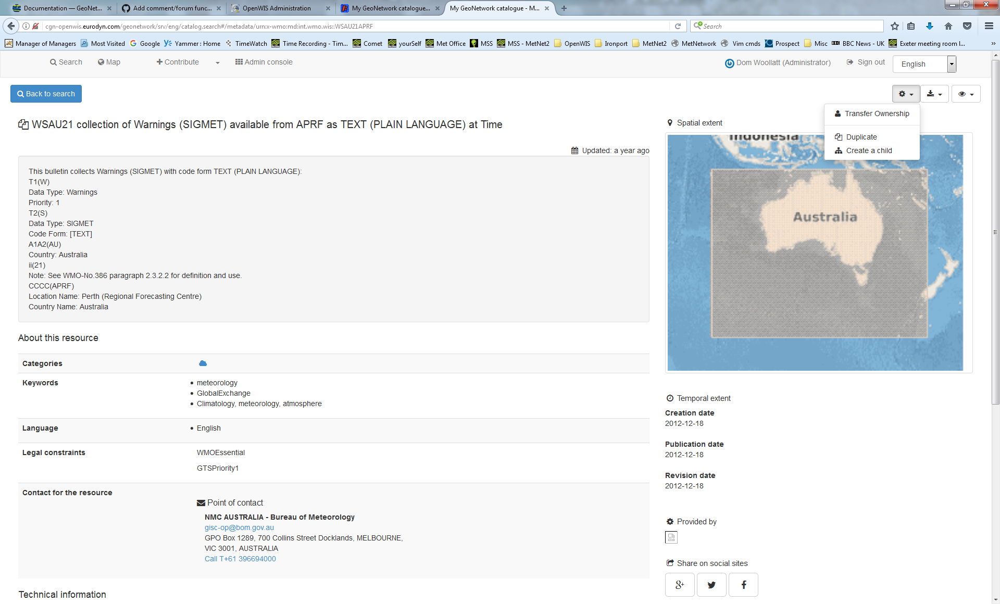 Documentation — GeoNet...
Add comment/forum func...
OpenWIS Administration
My GeoNetwork catalogue...
My GeoNetwork catalogue - M...
cgn-openwis.eurodyn.com/geonetwork/srv/eng/catalog.search#/metadata/urn:x-wmo:md:int.wmo.wis::WSAU21APRF
Search
Manager of Managers
Most Visited
Google
Yammer : Home
TimeWatch
Time Recording - Tim...
Comet
yourSelf
Met Office
MSS
MSS - MetNet2
OpenWIS
Ironport
MetNet2
MetNetwork
Vim cmds
Prospect
Misc
BBC News - UK
Exeter meeting room l...
Search
Map
Contribute
Admin console
Dom Woollatt (Administrator)
Sign out
English
Back to search
Transfer Ownership
Duplicate
Create a child
WSAU21 collection of Warnings (SIGMET) available from APRF as TEXT (PLAIN LANGUAGE) at Time
Updated: a year ago
This bulletin collects Warnings (SIGMET) with code form TEXT (PLAIN LANGUAGE):
T1(W)
Data Type: Warnings
Priority: 1
T2(S)
Data Type: SIGMET
Code Form: [TEXT]
A1A2(AU)
Country: Australia
ii(21)
Note: See WMO-No.386 paragraph 2.3.2.2 for definition and use.
CCCC(APRF)
Location Name: Perth (Regional Forecasting Centre)
Country Name: Australia
About this resource
Categories
Keywords
meteorology
GlobalExchange
Climatology, meteorology, atmosphere
Language
English
Legal constraints
WMOEssential
GTSPriority1
Contact for the resource
Point of contact
NMC AUSTRALIA - Bureau of Meteorology
gisc-op@bom.gov.au
GPO Box 1289, 700 Collins Street Docklands, MELBOURNE,
VIC 3001, AUSTRALIA
Call T+61 396694000
Technical information
Spatial extent
Indonesia
Australia
Temporal extent
Creation date
2012-12-18
Publication date
2012-12-18
Revision date
2012-12-18
Provided by
Share on social sites